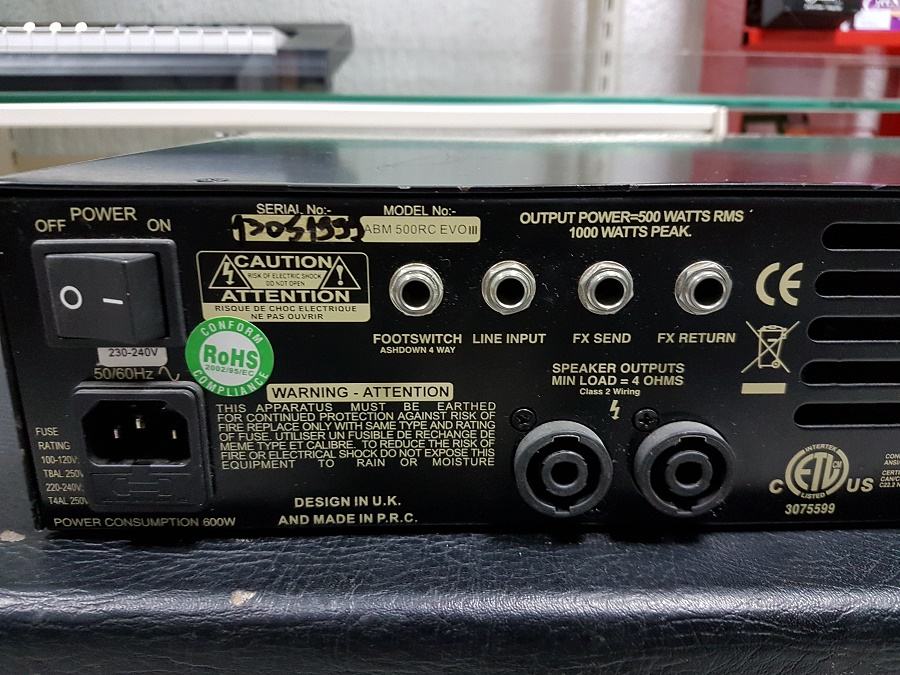 OFF POWER ON
SERIAL No:-
MODEL No:-
ABM 500RC EVO III
OUTPUT POWER=500 WATTS RMS
1000 WATTS PEAK.
CAUTION
RISK OF ELECTRIC SHOCK
DO NOT OPEN
ATTENTION
RISQUE DE CHOC ELECTRIQUE
NE PAS OUVRIR
FOOTSWITCH
ASHDOWN 4 WAY
LINE INPUT
FX SEND
FX RETURN
CE
230-240V
50/60Hz
CONFORM
RoHS
2002/95/EC
COMPLIANCE
SPEAKER OUTPUTS
MIN LOAD = 4 OHMS
Class 2 Wiring
WARNING - ATTENTION
THIS APPARATUS MUST BE EARTHED
FOR CONTINUED PROTECTION AGAINST RISK OF
FIRE REPLACE ONLY WITH SAME TYPE AND RATING
OF FUSE. UTILISER UN FUSIBLE DE RECHANGE DE
MEME TYPE ET CALIBRE. TO REDUCE THE RISK OF
FIRE OR ELECTRICAL SHOCK DO NOT EXPOSE THIS
EQUIPMENT TO RAIN OR MOISTURE
FUSE
RATING
100-120V:
T8AL 250V
220-240V:
T4AL 250V
POWER CONSUMPTION 600W
DESIGN IN U.K.
AND MADE IN P.R.C.
INTERTEK
C ETL CM US
LISTED
3075599